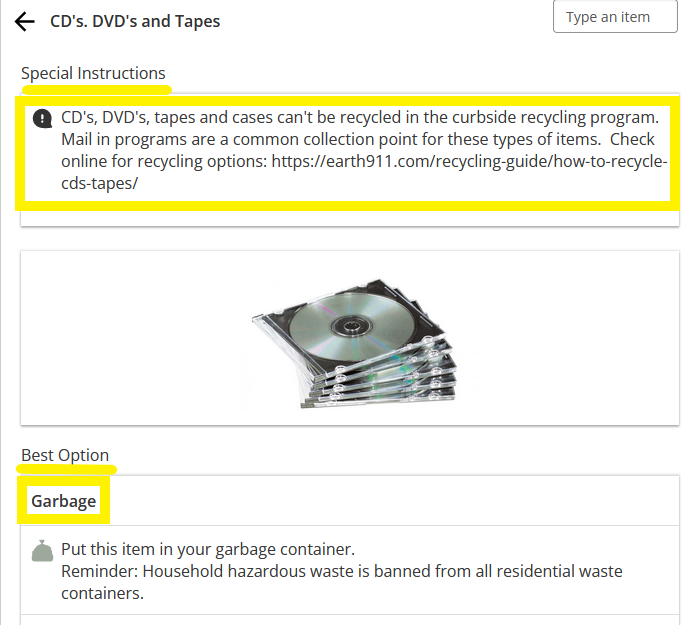 CD's. DVD's and Tapes
Type an item
Special Instructions
CD's, DVD's, tapes and cases can't be recycled in the curbside recycling program.
Mail in programs are a common collection point for these types of items.  Check
online for recycling options: https://earth911.com/recycling-guide/how-to-recycle-
cds-tapes/
Best Option
Garbage
Put this item in your garbage container.
Reminder: Household hazardous waste is banned from all residential waste
containers.